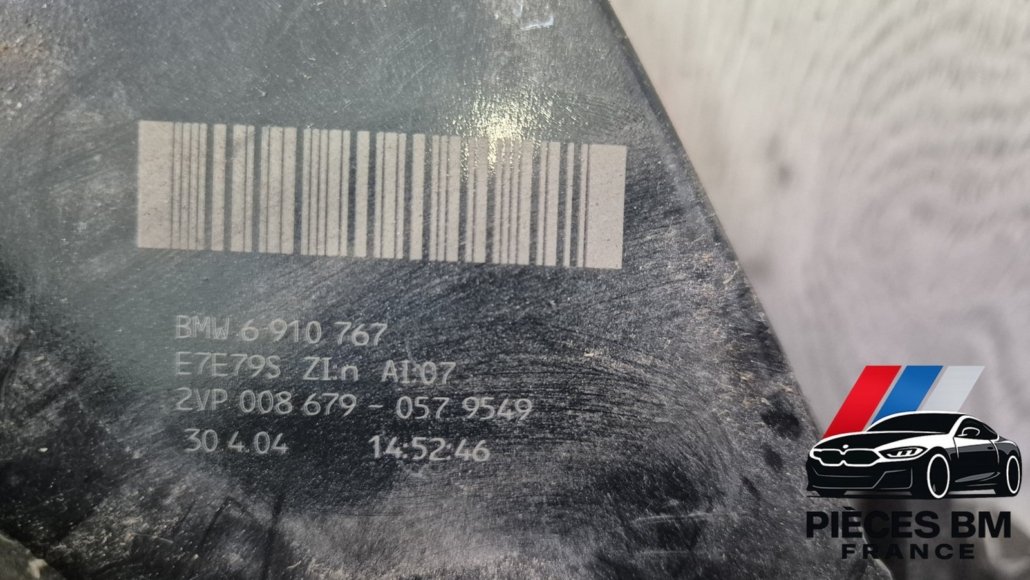 BMW 6 910 767
E7E79S ZI:n AI:07
2VP 008 679 - 057 9549
30.4.04 14:52:46
PIÈCES BM
FRANCE